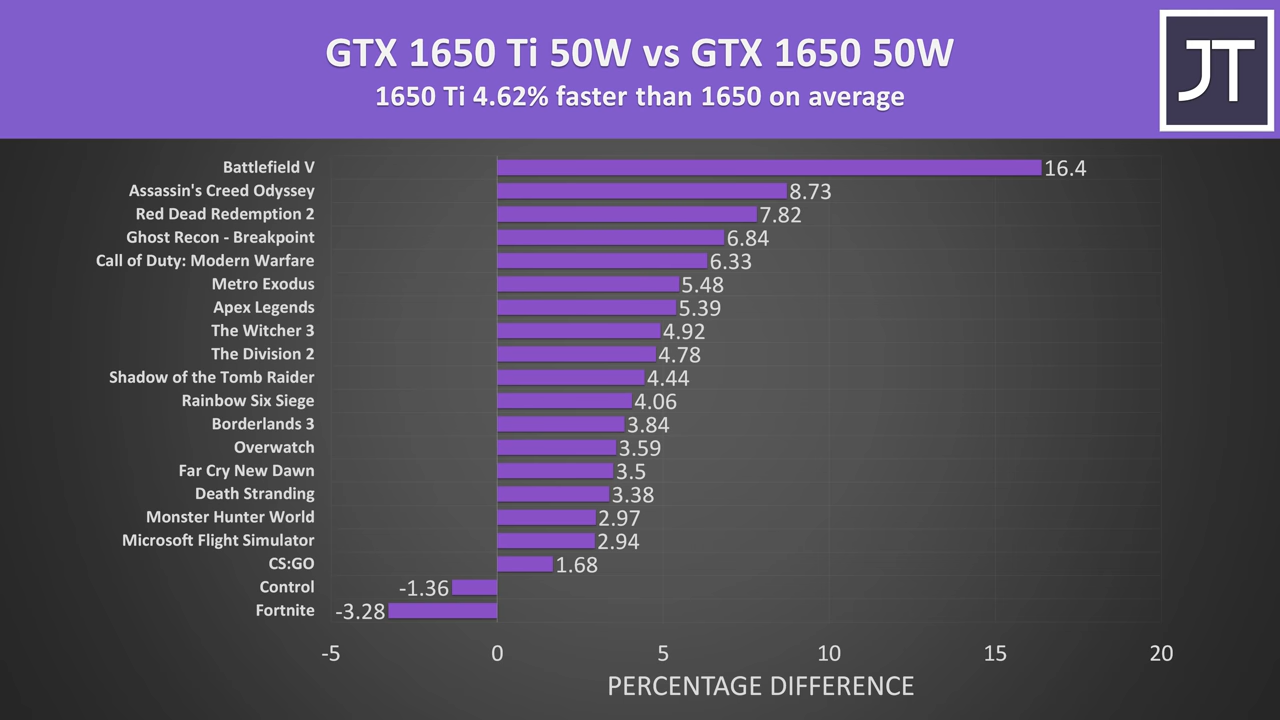 GTX 1650 Ti 50W vs GTX 1650 50W
1650 Ti 4.62% faster than 1650 on average
JT
Battlefield V 16.4
Assassin's Creed Odyssey 8.73
Red Dead Redemption 2 7.82
Ghost Recon - Breakpoint 6.84
Call of Duty: Modern Warfare 6.33
Metro Exodus 5.48
Apex Legends 5.39
The Witcher 3 4.92
The Division 2 4.78
Shadow of the Tomb Raider 4.44
Rainbow Six Siege 4.06
Borderlands 3 3.84
Overwatch 3.59
Far Cry New Dawn 3.5
Death Stranding 3.38
Monster Hunter World 2.97
Microsoft Flight Simulator 2.94
CS:GO 1.68
Control -1.36
Fortnite -3.28
-5 0 5 10 15 20
PERCENTAGE DIFFERENCE